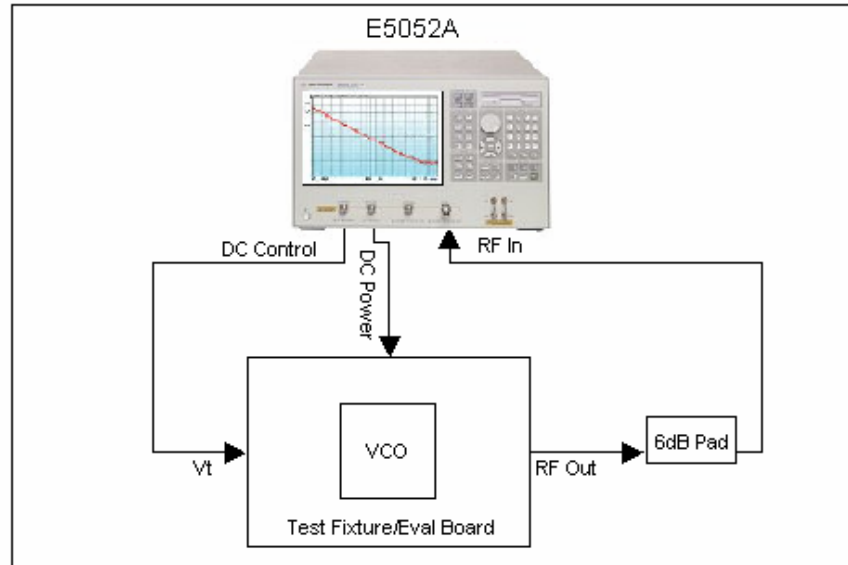 E5052A
DC Control
DC Power
RF In
Vt
VCO
RF Out
6dB Pad
Test Fixture/Eval Board